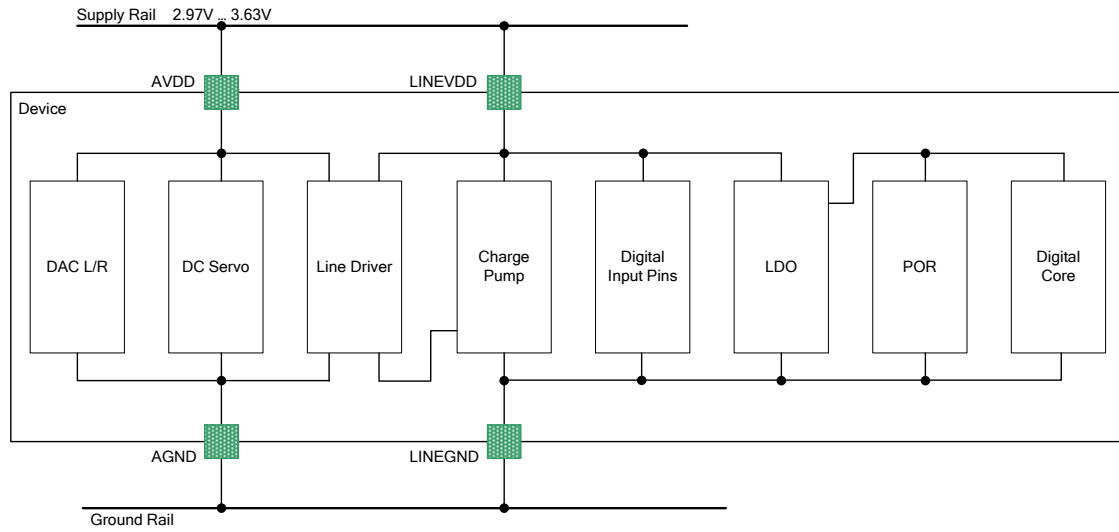 Supply Rail 2.97V ... 3.63V
AVDD
LINEVDD
Device
DAC L/R
DC Servo
Line Driver
Charge
Pump
Digital
Input Pins
LDO
POR
Digital
Core
AGND
LINEGND
Ground Rail